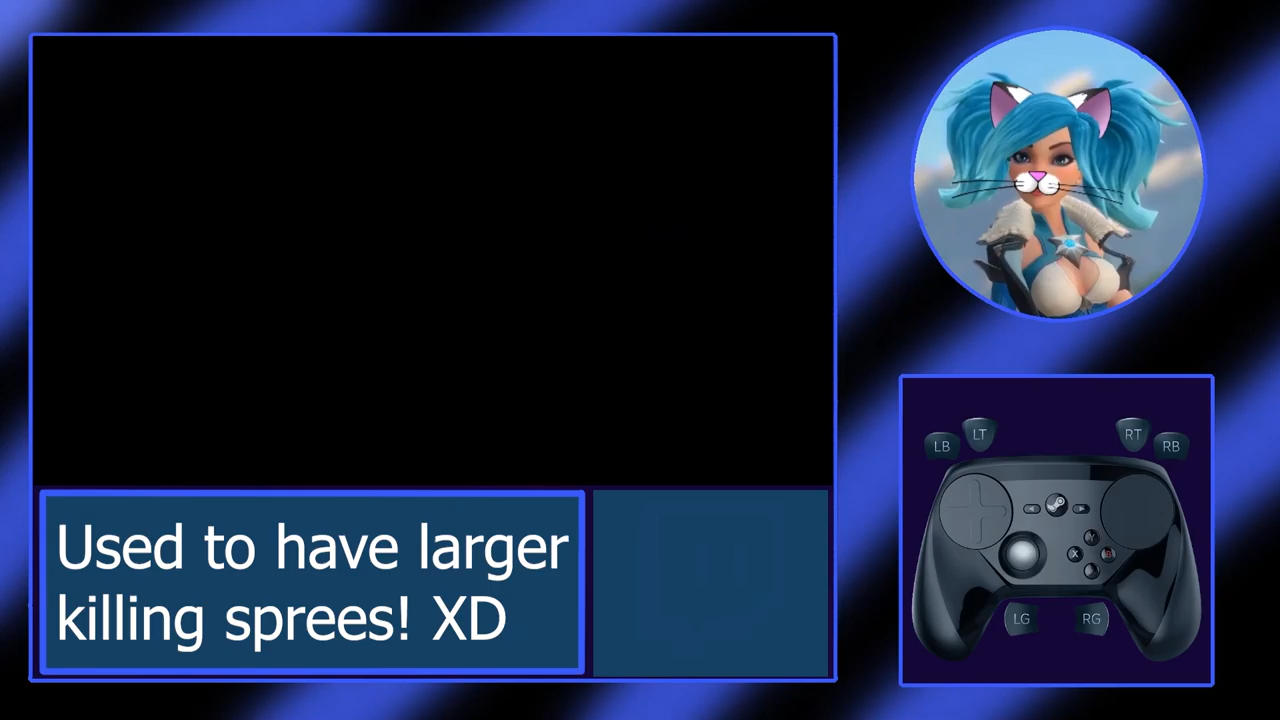 Used to have larger
killing sprees! XD
LT
RT
LB
RB
Y
X
B
LG
RG